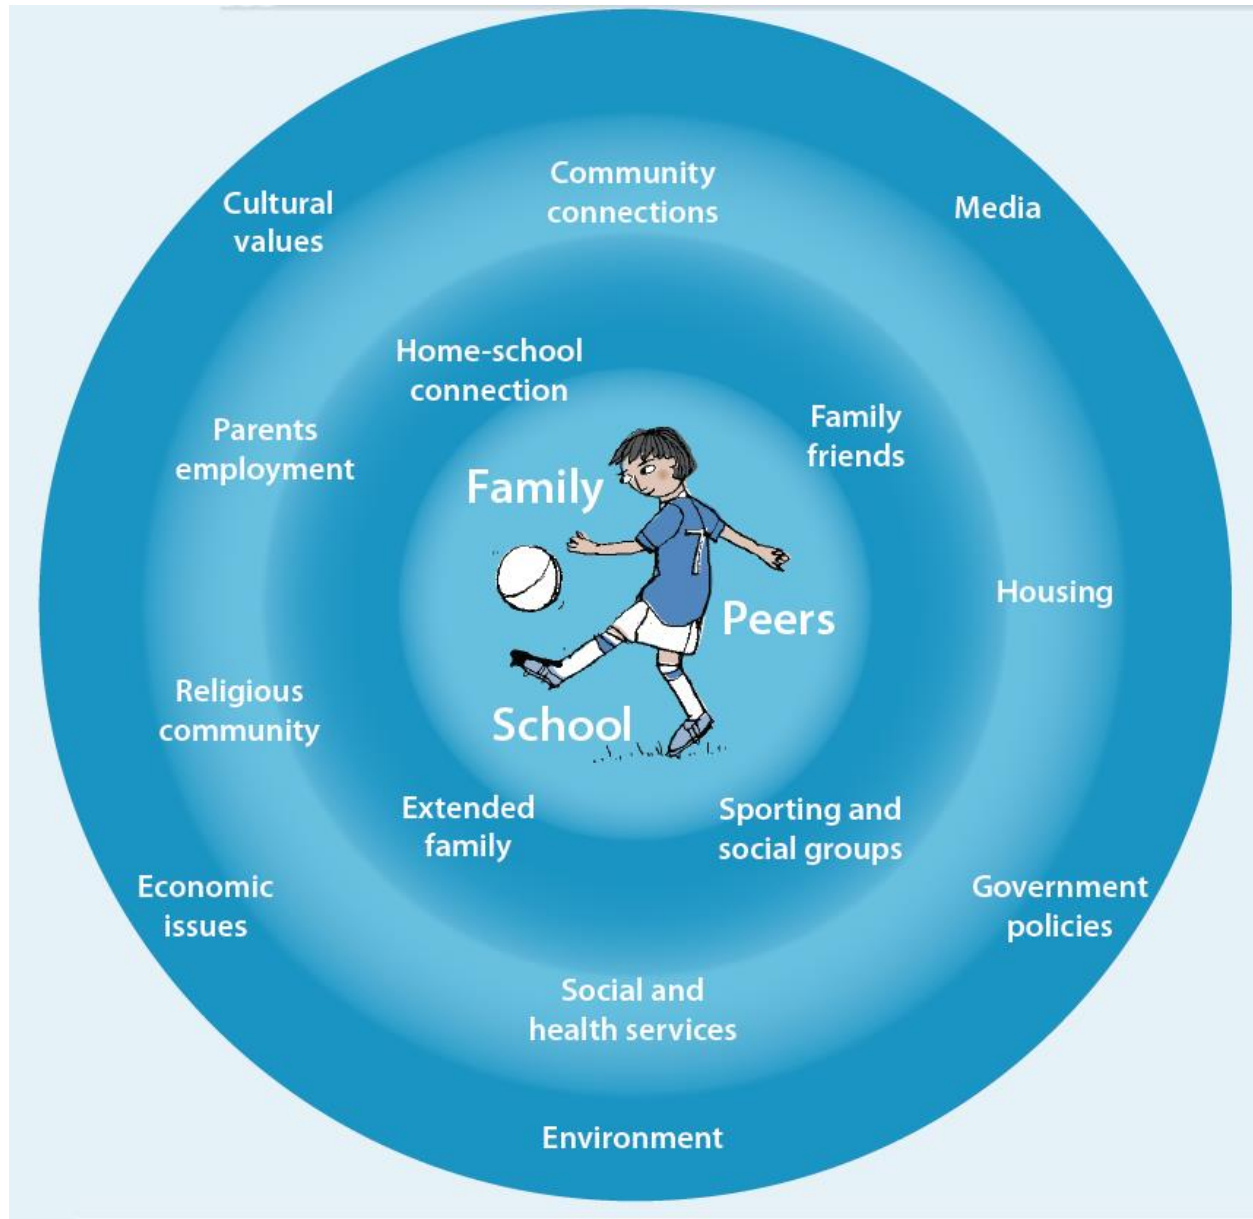 Community
connections
Cultural
values
Media
Home-school
connection
Family
friends
Parents
employment
Family
7
Housing
Peers
Religious
community
School
Extended
family
Sporting and
social groups
Economic
issues
Government
policies
Social and
health services
Environment